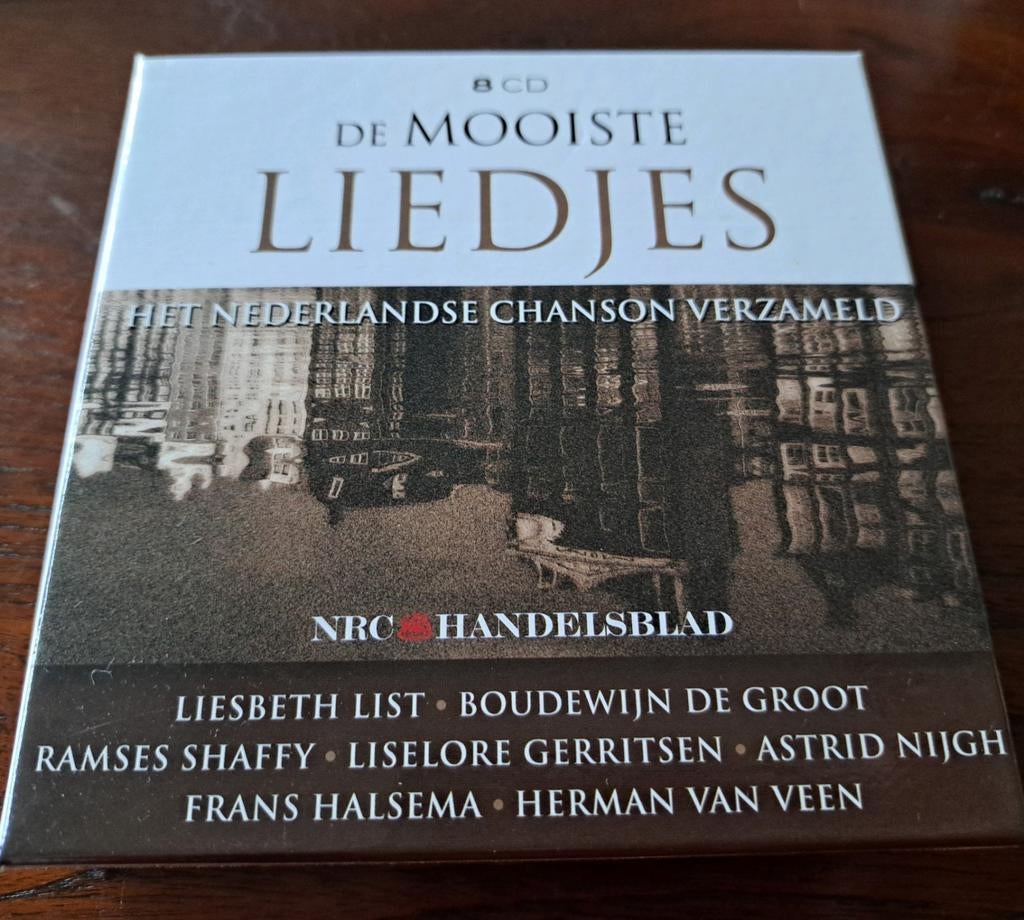 8 CD
DE MOOISTE
LIEDJES
HET NEDERLANDSE CHANSON VERZAMELD
NRC HANDELSBLAD
LIESBETH LIST • BOUDEWIJN DE GROOT
RAMSES SHAFFY • LISELORE GERRITSEN • ASTRID NIJGH
FRANS HALSEMA • HERMAN VAN VEEN